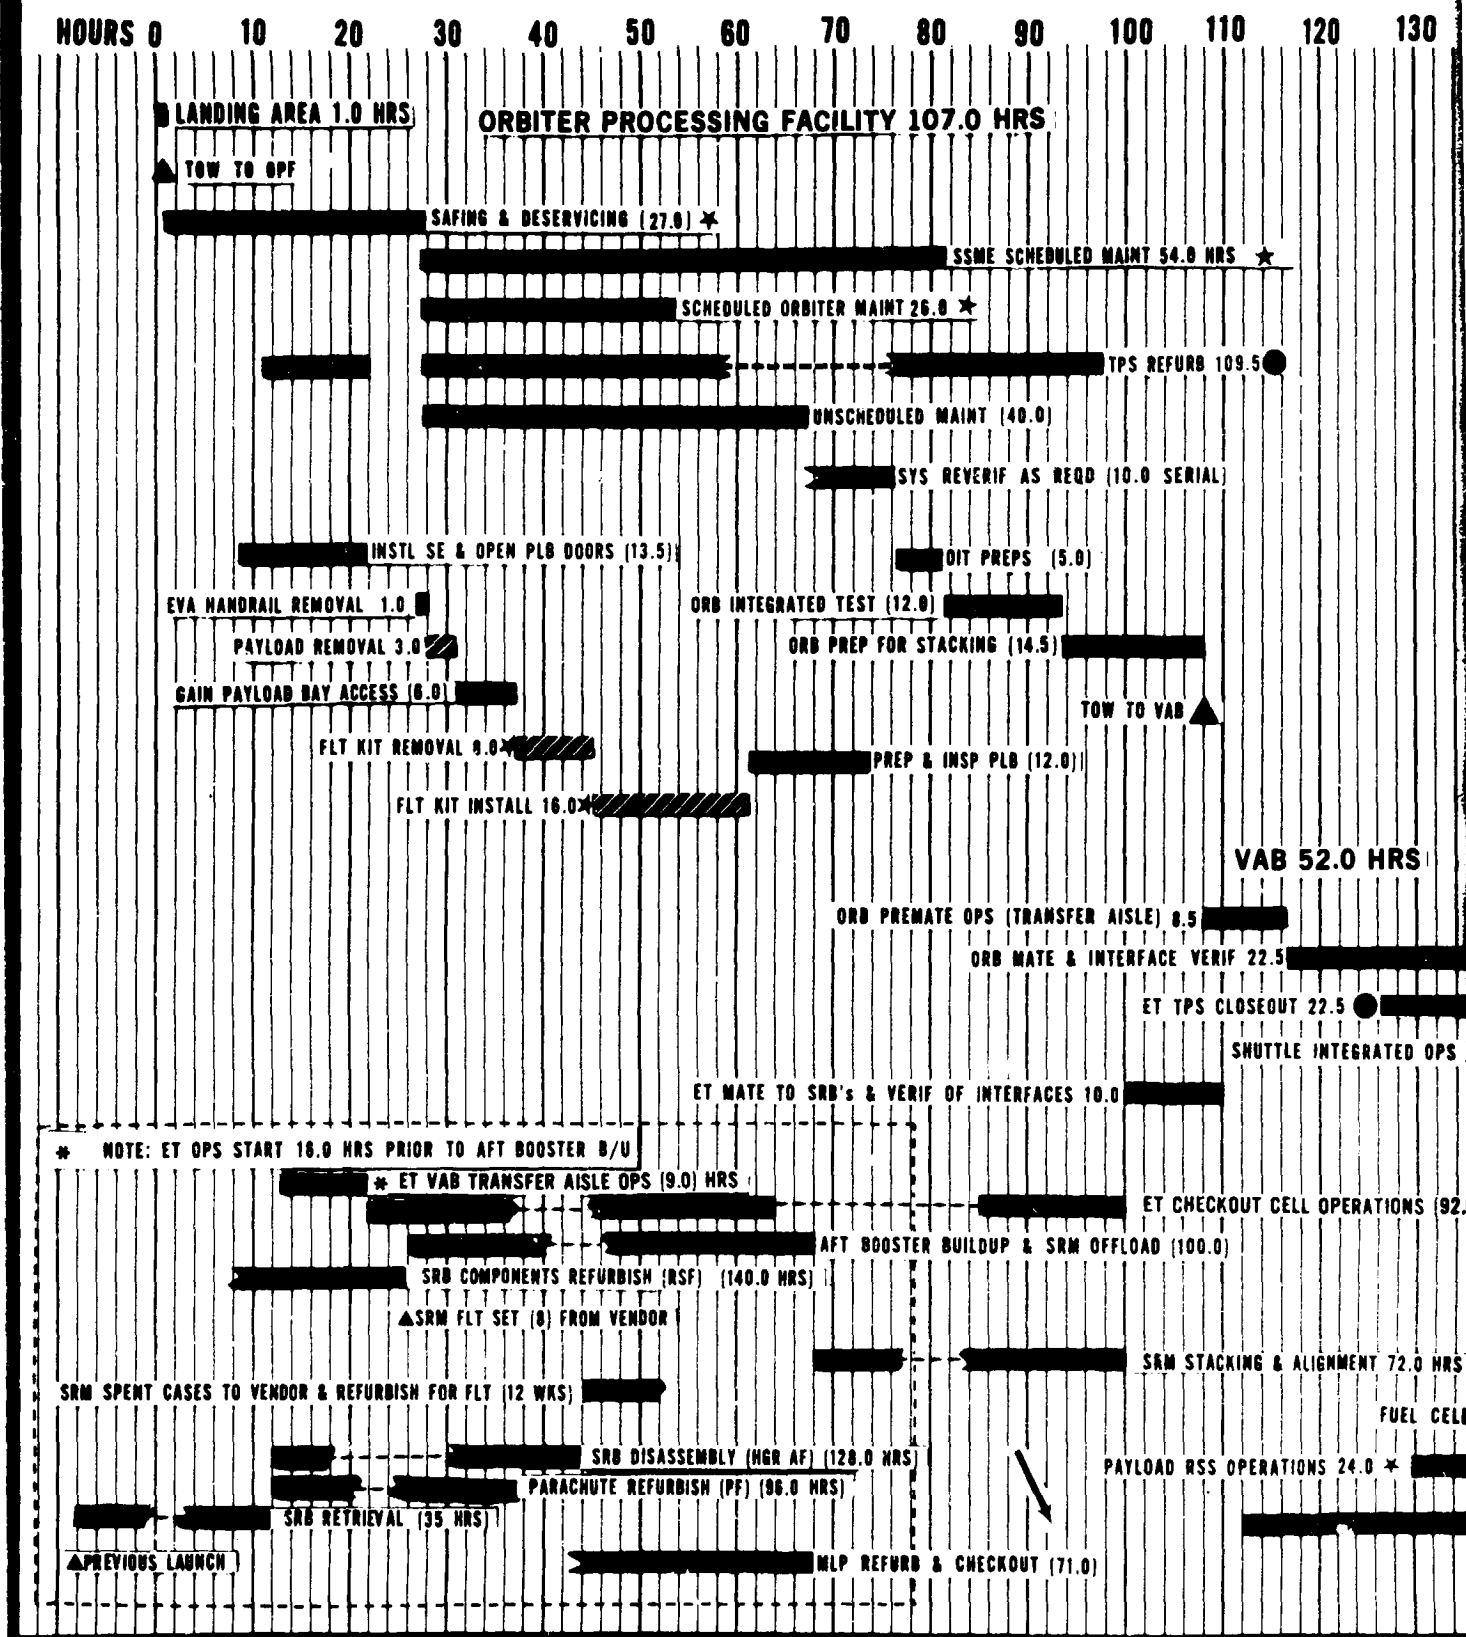 HOURS 0 10 20 30 40 50 60 70 80 90 100 110 120 130
LANDING AREA 1.0 HRS
ORBITER PROCESSING FACILITY 107.0 HRS
TOW TO OPF
SAFING & DESERVICING (27.0) ★
SSME SCHEDULED MAINT 54.0 HRS ★
SCHEDULED ORBITER MAINT 26.0 ★
TPS REFURB 109.5
UNSCHEDULED MAINT (40.0)
SYS REVERIF AS REQD (10.0 SERIAL)
INSTL SE & OPEN PLB DOORS (13.5)
OIT PREPS (5.0)
EVA HANDRAIL REMOVAL 1.0
ORB INTEGRATED TEST (12.0)
PAYLOAD REMOVAL 3.0
ORB PREP FOR STACKING (14.5)
GAIN PAYLOAD BAY ACCESS (6.0)
TOW TO VAB
FLT KIT REMOVAL 8.0
PREP & INSP PLB (12.0)
FLT KIT INSTALL 16.0
VAB 52.0 HRS
ORB PREMATE OPS (TRANSFER AISLE) 8.5
ORB MATE & INTERFACE VERIF 22.5
ET TPS CLOSEOUT 22.5
SHUTTLE INTEGRATED OPS
ET MATE TO SRB's & VERIF OF INTERFACES 10.0
* NOTE: ET OPS START 16.0 HRS PRIOR TO AFT BOOSTER B/U
* ET VAB TRANSFER AISLE OPS (9.0) HRS
ET CHECKOUT CELL OPERATIONS (92.
AFT BOOSTER BUILDUP & SRM OFFLOAD (100.0)
SRB COMPONENTS REFURBISH (RSF) (140.0 HRS)
SRM FLT SET (8) FROM VENDOR
SRM STACKING & ALIGNMENT 72.0 HRS
SRM SPENT CASES TO VENDOR & REFURBISH FOR FLT (12 WKS)
FUEL CELL
SRB DISASSEMBLY (HGR AF) (128.0 HRS)
PAYLOAD RSS OPERATIONS 24.0 ★
PARACHUTE REFURBISH (PF) (96.0 HRS)
SRB RETRIEVAL (35 HRS)
PREVIOUS LAUNCH
MLP REFURB & CHECKOUT (71.0)